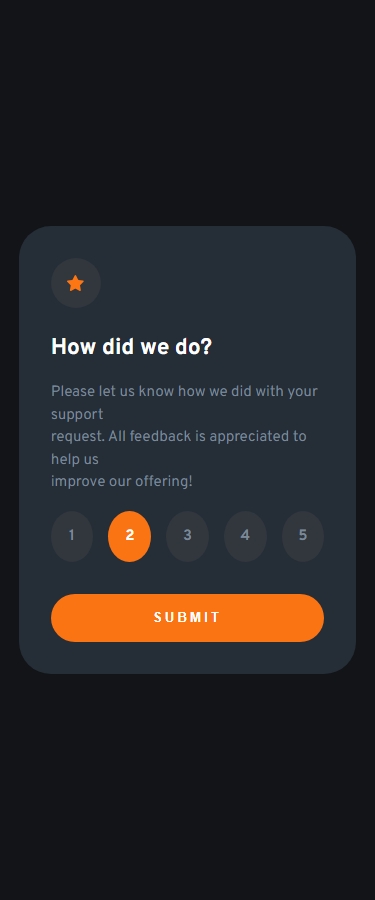 How did we do?
Please let us know how we did with your
support
request. All feedback is appreciated to
help us
improve our offering!
1 2 3 4 5
SUBMIT